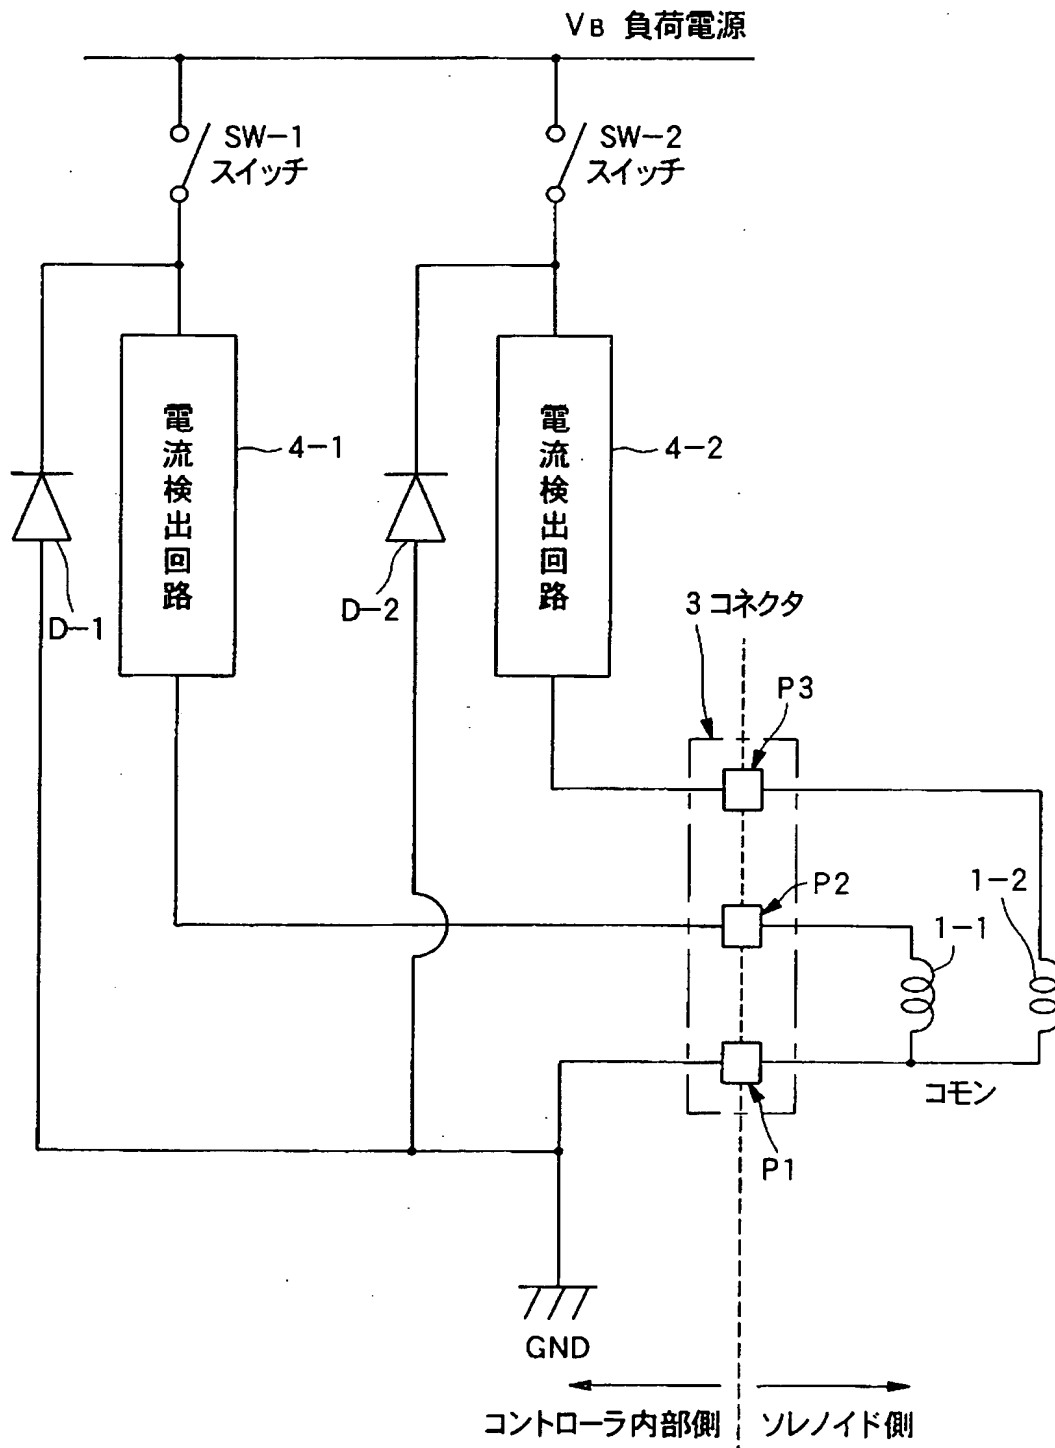 VB 負荷電源
SW-1
スイッチ
SW-2
スイッチ
電流検出回路
4-1
電流検出回路
4-2
D-1
D-2
3 コネクタ
P3
P2
1-2
1-1
コモン
P1
GND
コントローラ内部側
ソレノイド側